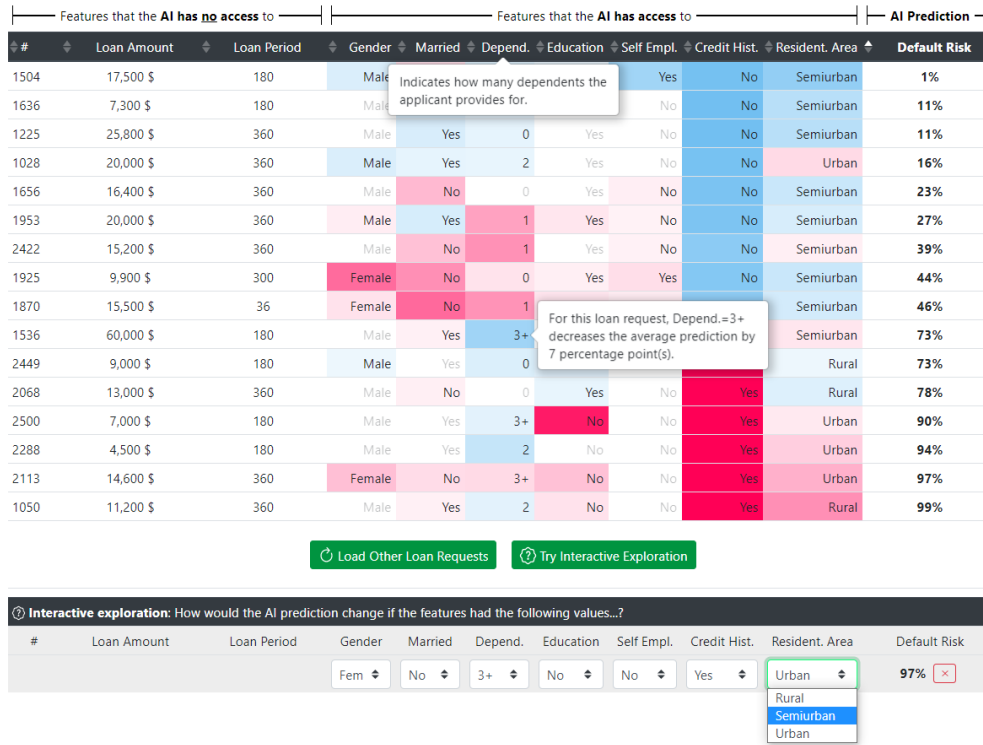 Features that the AI has no access to Features that the AI has access to AI Prediction
# Loan Amount Loan Period Gender Married Depend. Education Self Empl. Credit Hist. Resident. Area Default Risk
1504 17,500 $ 180 Male Yes No Semiurban 1%
Indicates how many dependents the
applicant provides for.
1636 7,300 $ 180 Male No No Semiurban 11%
1225 25,800 $ 360 Male Yes 0 Yes No No Semiurban 11%
1028 20,000 $ 360 Male Yes 2 Yes No No Urban 16%
1656 16,400 $ 360 Male No 0 Yes No No Semiurban 23%
1953 20,000 $ 360 Male Yes 1 Yes No No Semiurban 27%
2422 15,200 $ 360 Male No 1 Yes No No Semiurban 39%
1925 9,900 $ 300 Female No 0 Yes Yes No Semiurban 44%
1870 15,500 $ 36 Female No 1 Semiurban 46%
For this loan request, Depend.=3+
decreases the average prediction by
7 percentage point(s).
1536 60,000 $ 180 Male Yes 3+ Semiurban 73%
2449 9,000 $ 180 Male Yes 0 Rural 73%
2068 13,000 $ 360 Male No 0 Yes No Yes Rural 78%
2500 7,000 $ 180 Male Yes 3+ No No Yes Urban 90%
2288 4,500 $ 180 Male Yes 2 No No Yes Urban 94%
2113 14,600 $ 360 Female No 3+ No No Yes Urban 97%
1050 11,200 $ 360 Male Yes 2 No No Yes Rural 99%
Load Other Loan Requests Try Interactive Exploration
Interactive exploration: How would the AI prediction change if the features had the following values...?
# Loan Amount Loan Period Gender Married Depend. Education Self Empl. Credit Hist. Resident. Area Default Risk
Fem No 3+ No No Yes Urban 97%
Rural
Semiurban
Urban